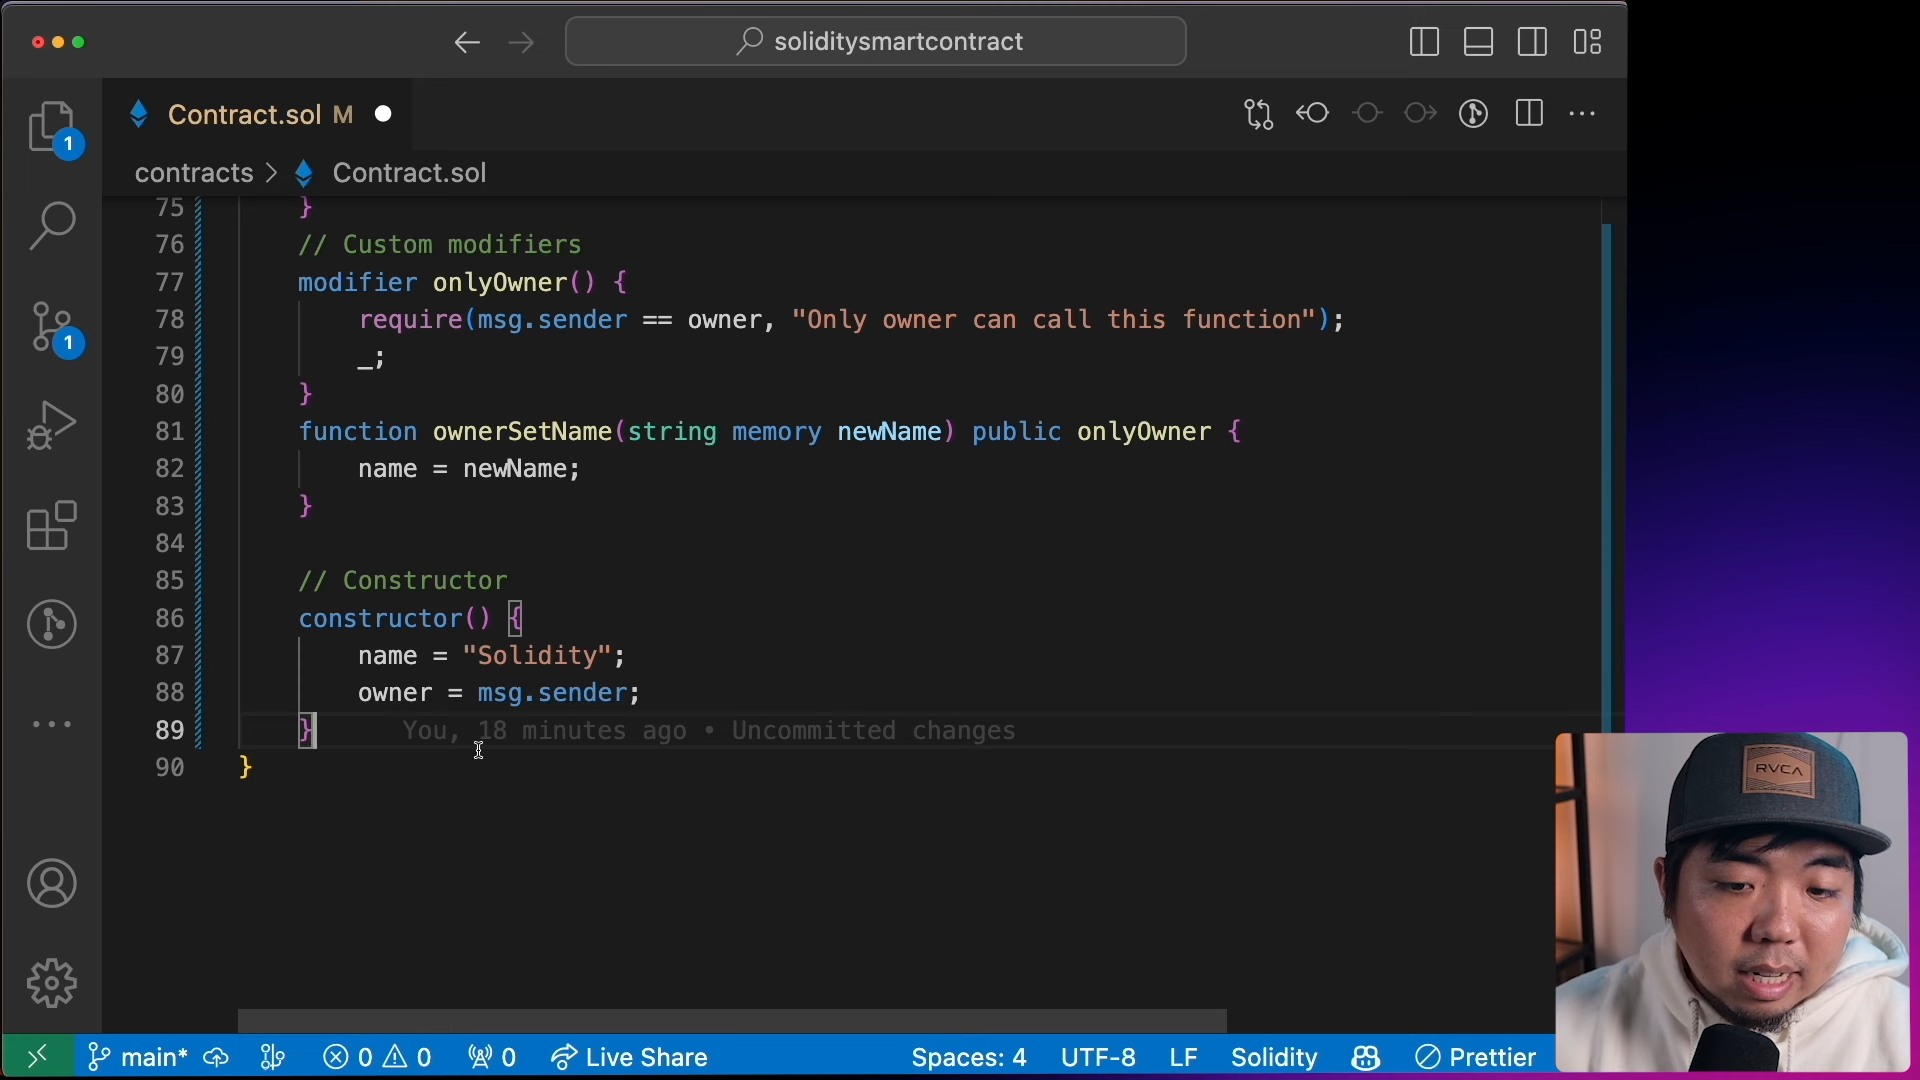 soliditysmartcontract
Contract.sol M
1
contracts > Contract.sol
75 }
76 // Custom modifiers
77 modifier onlyOwner() {
78 require(msg.sender == owner, "Only owner can call this function");
79 _;
80 }
81 function ownerSetName(string memory newName) public onlyOwner {
82 name = newName;
83 }
84
85 // Constructor
86 constructor() {
87 name = "Solidity";
88 owner = msg.sender;
89 } You, 18 minutes ago • Uncommitted changes
90 }
1
RVCA
main* 0 0 0 Live Share Spaces: 4 UTF-8 LF Solidity Prettier